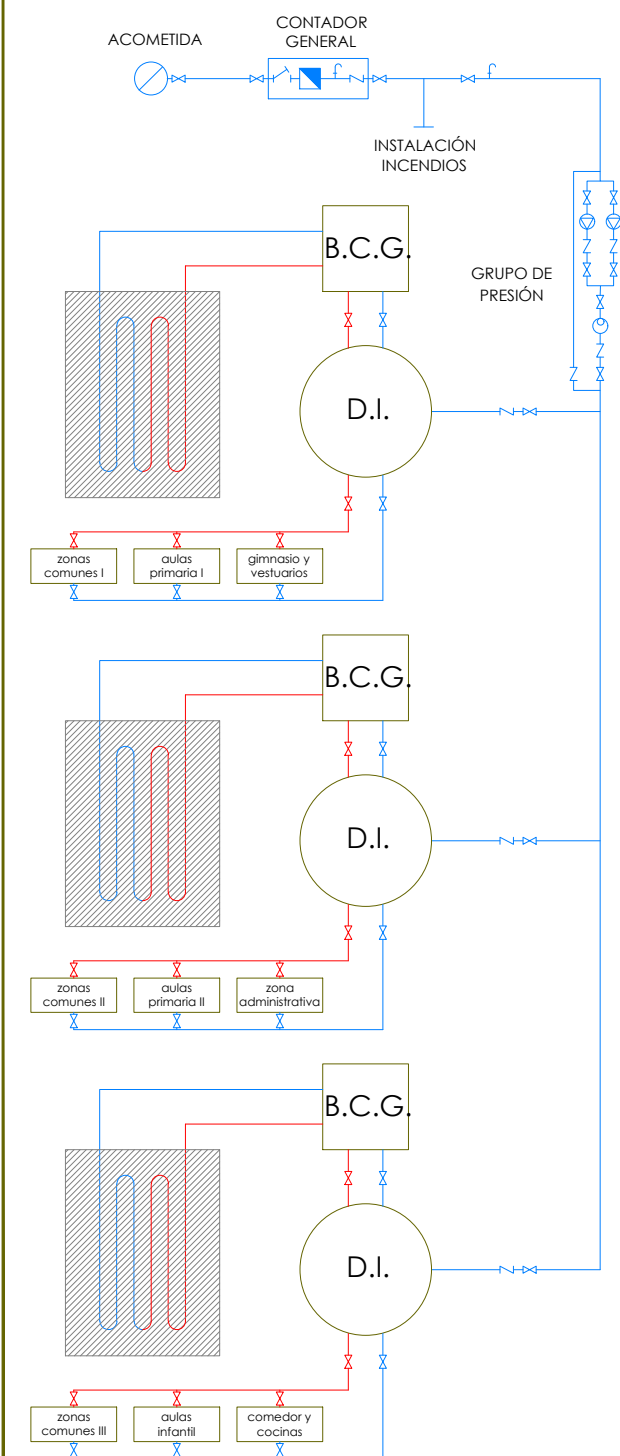 CONTADOR
GENERAL
ACOMETIDA
INSTALACIÓN
INCENDIOS
GRUPO DE
PRESIÓN
B.C.G.
D.I.
zonas
comunes I
aulas
primaria I
gimnasio y
vestuarios
B.C.G.
D.I.
zonas
comunes II
aulas
primaria II
zona
administrativa
B.C.G.
D.I.
zonas
comunes III
aulas
infantil
comedor y
cocinas